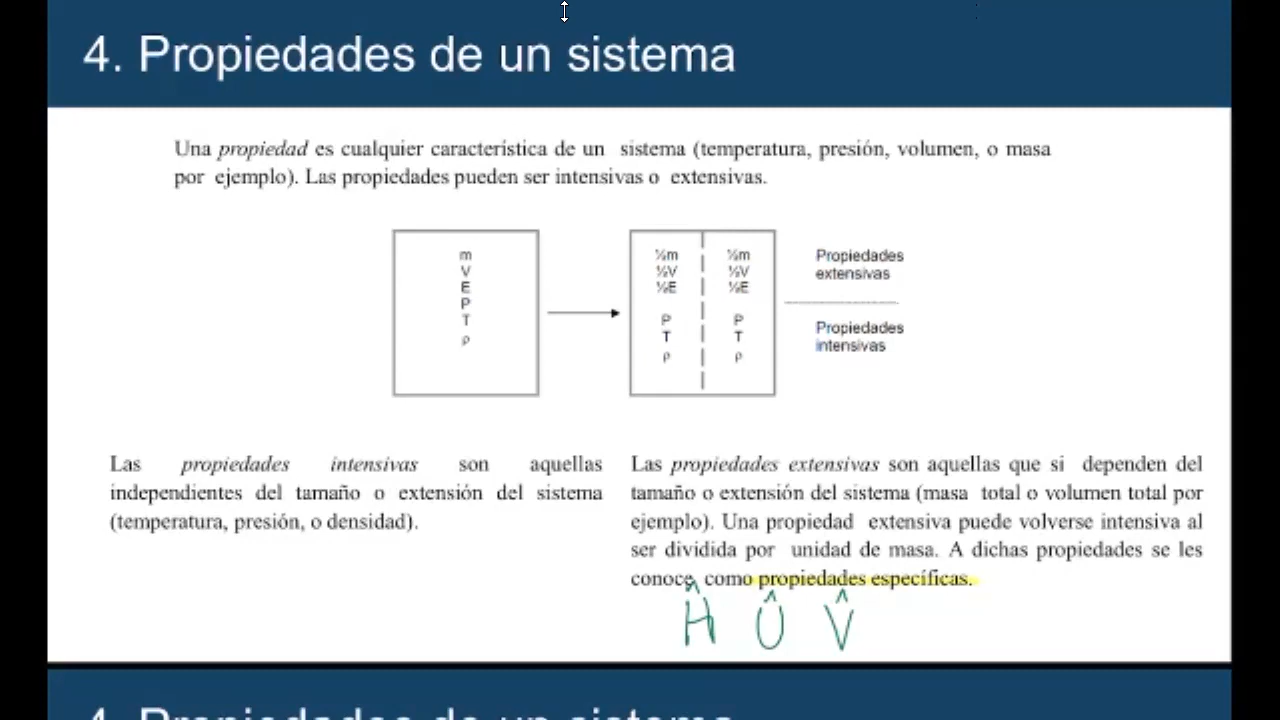 4. Propiedades de un sistema
Una propiedad es cualquier característica de un sistema (temperatura, presión, volumen, o masa
por ejemplo). Las propiedades pueden ser intensivas o extensivas.
m
V
E
P
T
ρ
½m ½m
½V ½V
½E ½E
P P
T T
ρ ρ
Propiedades
extensivas
Propiedades
intensivas
Las propiedades intensivas son aquellas
independientes del tamaño o extensión del sistema
(temperatura, presión, o densidad).
Las propiedades extensivas son aquellas que si dependen del
tamaño o extensión del sistema (masa total o volumen total por
ejemplo). Una propiedad extensiva puede volverse intensiva al
ser dividida por unidad de masa. A dichas propiedades se les
conoce como propiedades específicas.
Ĥ Û V̂
4. Propiedades de un sistema